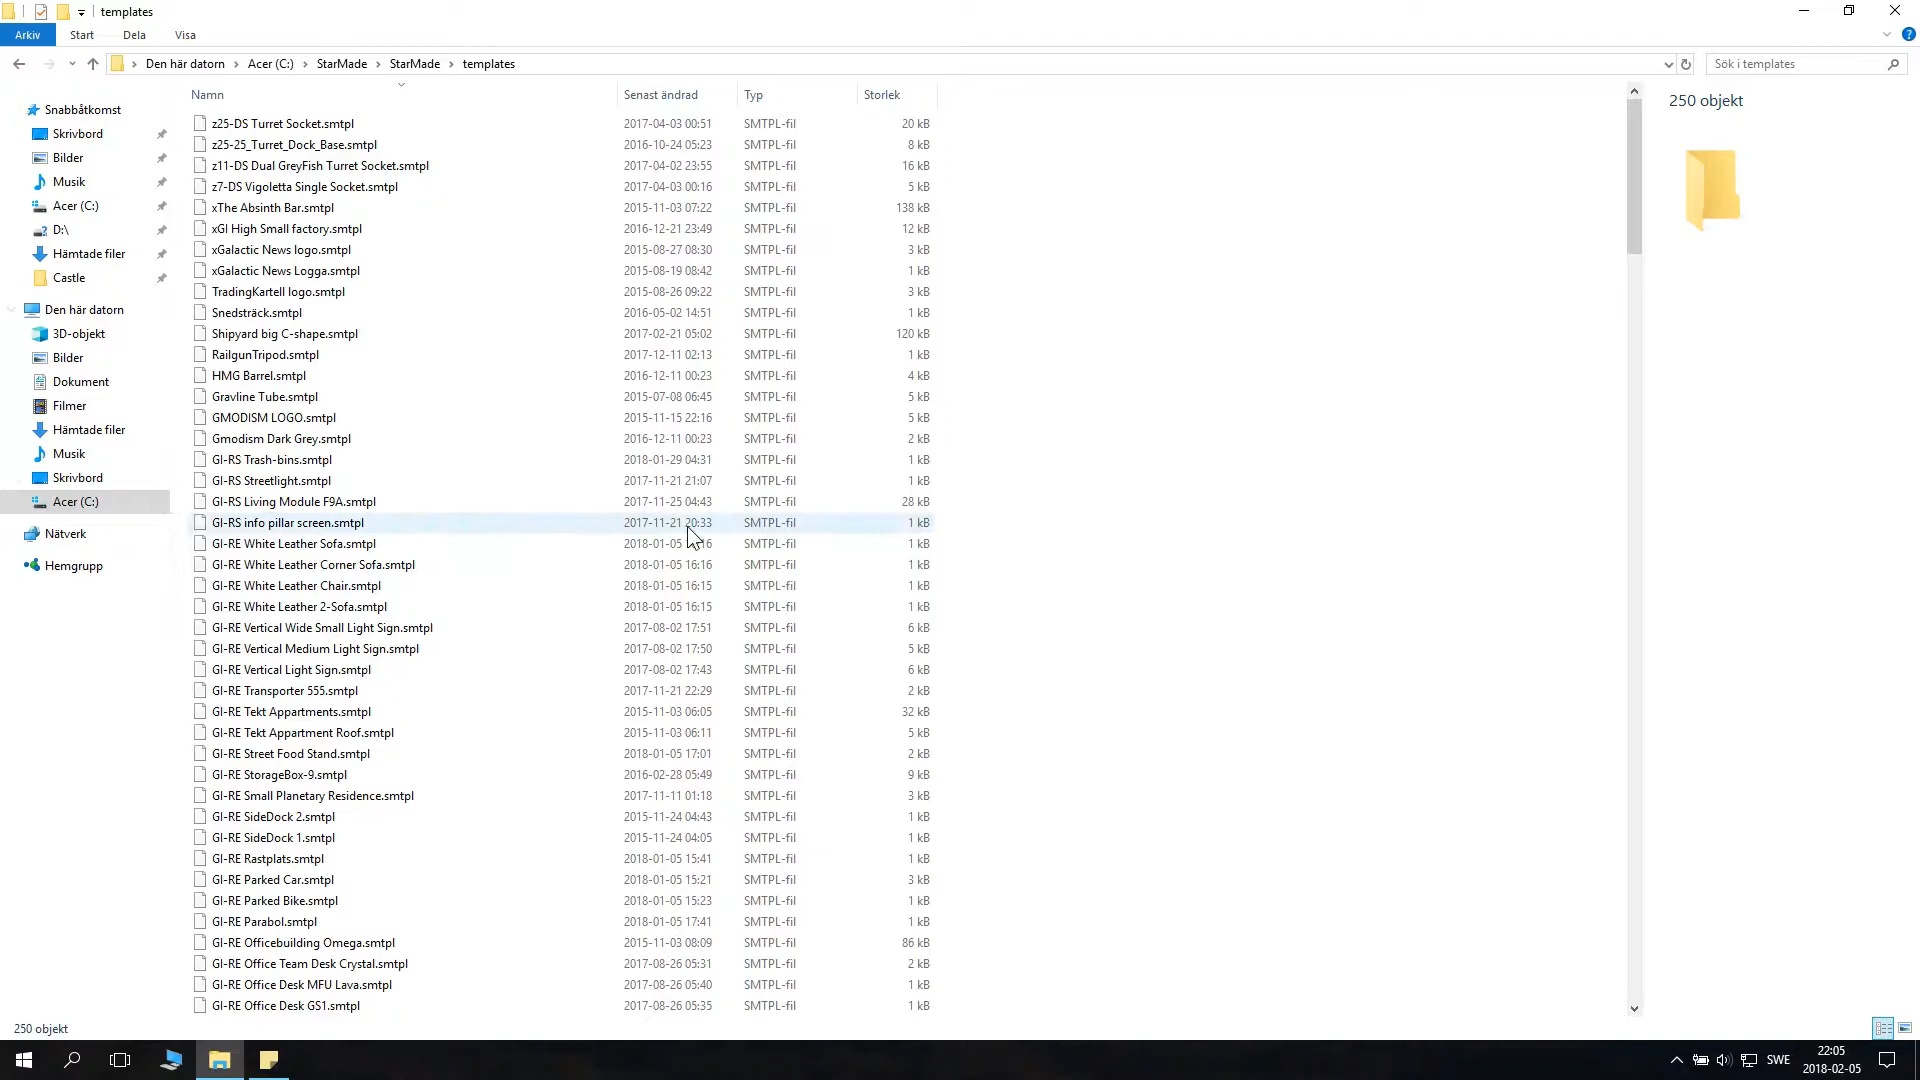 templates
Arkiv Start Dela Visa
Den här datorn Acer (C:) StarMade StarMade templates Sök i templates
Namn Senast ändrad Typ Storlek
250 objekt
Snabbåtkomst
Skrivbord
Bilder
Musik
Acer (C:)
D:\
Hämtade filer
Castle
Den här datorn
3D-objekt
Bilder
Dokument
Filmer
Hämtade filer
Musik
Skrivbord
Acer (C:)
Nätverk
Hemgrupp
z25-DS Turret Socket.smtpl 2017-04-03 00:51 SMTPL-fil 20 kB
z25-25_Turret_Dock_Base.smtpl 2016-10-24 05:23 SMTPL-fil 8 kB
z11-DS Dual GreyFish Turret Socket.smtpl 2017-04-02 23:55 SMTPL-fil 16 kB
z7-DS Vigoletta Single Socket.smtpl 2017-04-03 00:16 SMTPL-fil 5 kB
xThe Absinth Bar.smtpl 2015-11-03 07:22 SMTPL-fil 138 kB
xGI High Small factory.smtpl 2016-12-21 23:49 SMTPL-fil 12 kB
xGalactic News logo.smtpl 2015-08-27 08:30 SMTPL-fil 3 kB
xGalactic News Logga.smtpl 2015-08-19 08:42 SMTPL-fil 1 kB
TradingKartell logo.smtpl 2015-08-26 09:22 SMTPL-fil 3 kB
Snedsträck.smtpl 2016-05-02 14:51 SMTPL-fil 1 kB
Shipyard big C-shape.smtpl 2017-02-21 05:02 SMTPL-fil 120 kB
RailgunTripod.smtpl 2017-12-11 02:13 SMTPL-fil 1 kB
HMG Barrel.smtpl 2016-12-11 00:23 SMTPL-fil 4 kB
Gravline Tube.smtpl 2015-07-08 06:45 SMTPL-fil 5 kB
GMODISM LOGO.smtpl 2015-11-15 22:16 SMTPL-fil 5 kB
Gmodism Dark Grey.smtpl 2016-12-11 00:23 SMTPL-fil 2 kB
GI-RS Trash-bins.smtpl 2018-01-29 04:31 SMTPL-fil 1 kB
GI-RS Streetlight.smtpl 2017-11-21 21:07 SMTPL-fil 1 kB
GI-RS Living Module F9A.smtpl 2017-11-25 04:43 SMTPL-fil 28 kB
GI-RS info pillar screen.smtpl 2017-11-21 20:33 SMTPL-fil 1 kB
GI-RE White Leather Sofa.smtpl 2018-01-05 SMTPL-fil 1 kB
GI-RE White Leather Corner Sofa.smtpl 2018-01-05 16:16 SMTPL-fil 1 kB
GI-RE White Leather Chair.smtpl 2018-01-05 16:15 SMTPL-fil 1 kB
GI-RE White Leather 2-Sofa.smtpl 2018-01-05 16:15 SMTPL-fil 1 kB
GI-RE Vertical Wide Small Light Sign.smtpl 2017-08-02 17:51 SMTPL-fil 6 kB
GI-RE Vertical Medium Light Sign.smtpl 2017-08-02 17:50 SMTPL-fil 5 kB
GI-RE Vertical Light Sign.smtpl 2017-08-02 17:43 SMTPL-fil 6 kB
GI-RE Transporter 555.smtpl 2017-11-21 22:29 SMTPL-fil 2 kB
GI-RE Tekt Appartments.smtpl 2015-11-03 06:05 SMTPL-fil 32 kB
GI-RE Tekt Appartment Roof.smtpl 2015-11-03 06:11 SMTPL-fil 5 kB
GI-RE Street Food Stand.smtpl 2018-01-05 17:01 SMTPL-fil 2 kB
GI-RE StorageBox-9.smtpl 2016-02-28 05:49 SMTPL-fil 9 kB
GI-RE Small Planetary Residence.smtpl 2017-11-11 01:18 SMTPL-fil 3 kB
GI-RE SideDock 2.smtpl 2015-11-24 04:43 SMTPL-fil 1 kB
GI-RE SideDock 1.smtpl 2015-11-24 04:05 SMTPL-fil 1 kB
GI-RE Rastplats.smtpl 2018-01-05 15:41 SMTPL-fil 1 kB
GI-RE Parked Car.smtpl 2018-01-05 15:21 SMTPL-fil 3 kB
GI-RE Parked Bike.smtpl 2018-01-05 15:23 SMTPL-fil 1 kB
GI-RE Parabol.smtpl 2018-01-05 17:41 SMTPL-fil 1 kB
GI-RE Officebuilding Omega.smtpl 2015-11-03 08:09 SMTPL-fil 86 kB
GI-RE Office Team Desk Crystal.smtpl 2017-08-26 05:31 SMTPL-fil 2 kB
GI-RE Office Desk MFU Lava.smtpl 2017-08-26 05:40 SMTPL-fil 1 kB
GI-RE Office Desk GS1.smtpl 2017-08-26 05:35 SMTPL-fil 1 kB
250 objekt
SWE
22:05
2018-02-05